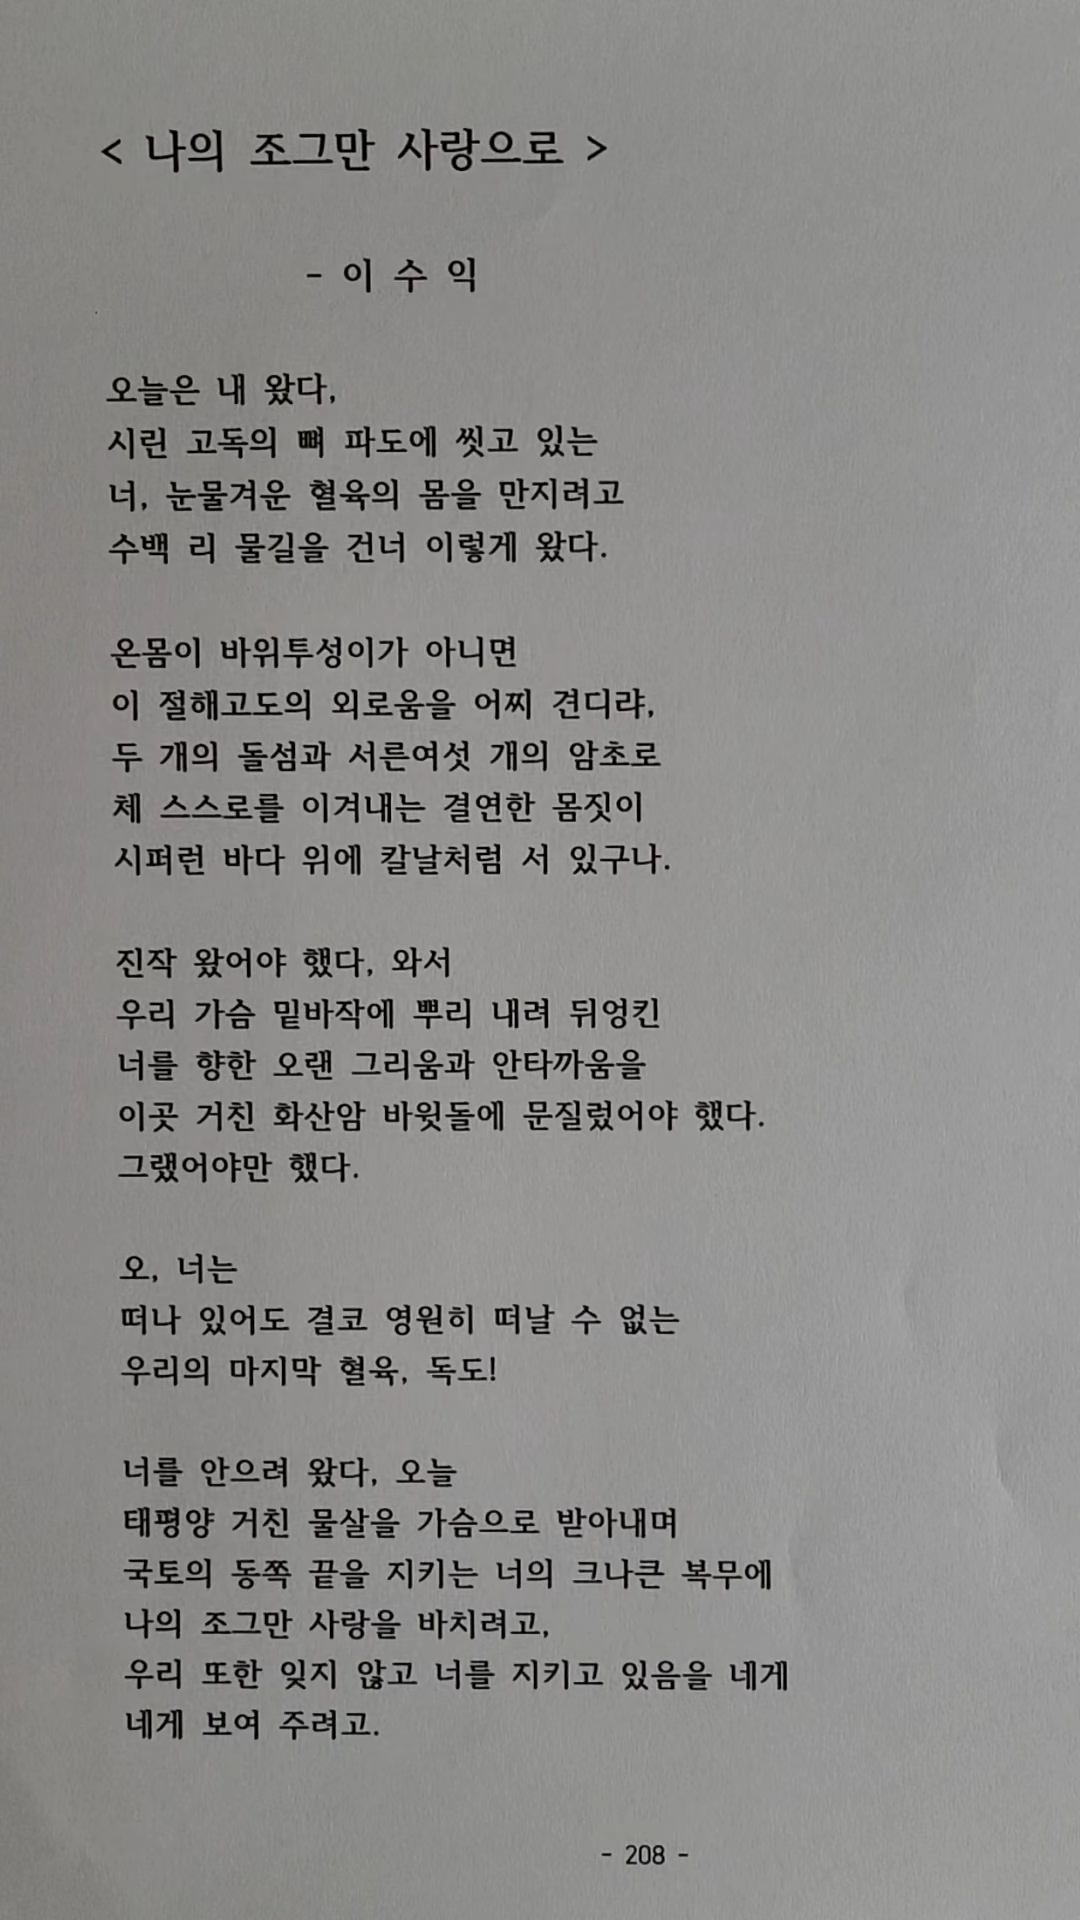 < 나의 조그만 사랑으로 >
- 이 수 익
오늘은 내 왔다,
시린 고독의 뼈 파도에 씻고 있는
너, 눈물겨운 혈육의 몸을 만지려고
수백 리 물길을 건너 이렇게 왔다.
온몸이 바위투성이가 아니면
이 절해고도의 외로움을 어찌 견디랴,
두 개의 돌섬과 서른여섯 개의 암초로
체 스스로를 이겨내는 결연한 몸짓이
시퍼런 바다 위에 칼날처럼 서 있구나.
진작 왔어야 했다, 와서
우리 가슴 밑바작에 뿌리 내려 뒤엉킨
너를 향한 오랜 그리움과 안타까움을
이곳 거친 화산암 바윗돌에 문질렀어야 했다.
그랬어야만 했다.
오, 너는
떠나 있어도 결코 영원히 떠날 수 없는
우리의 마지막 혈육, 독도!
너를 안으려 왔다, 오늘
태평양 거친 물살을 가슴으로 받아내며
국토의 동쪽 끝을 지키는 너의 크나큰 복무에
나의 조그만 사랑을 바치려고,
우리 또한 잊지 않고 너를 지키고 있음을 네게
네게 보여 주려고.
- 208 -